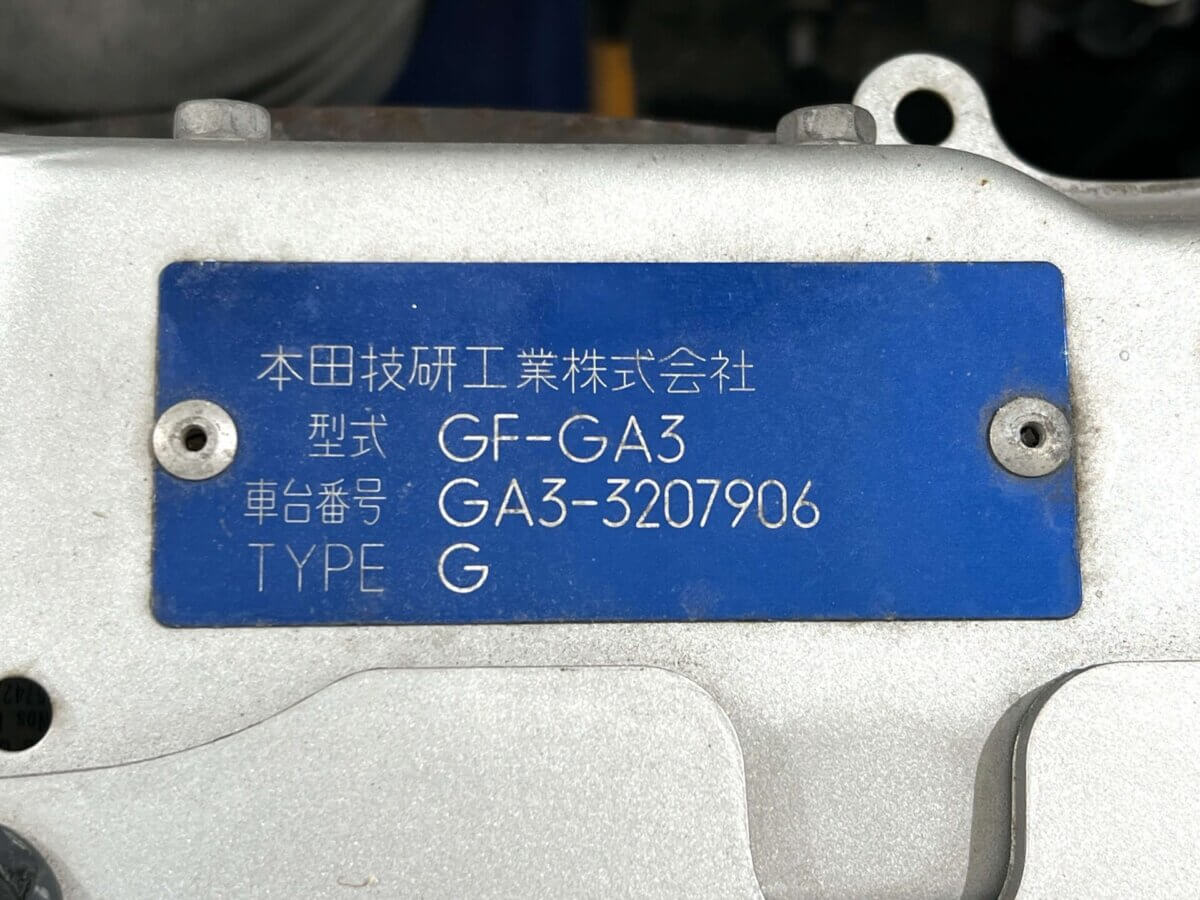 本田技研工業株式会社
型式 GF-GA3
車台番号 GA3-3207906
TYPE G